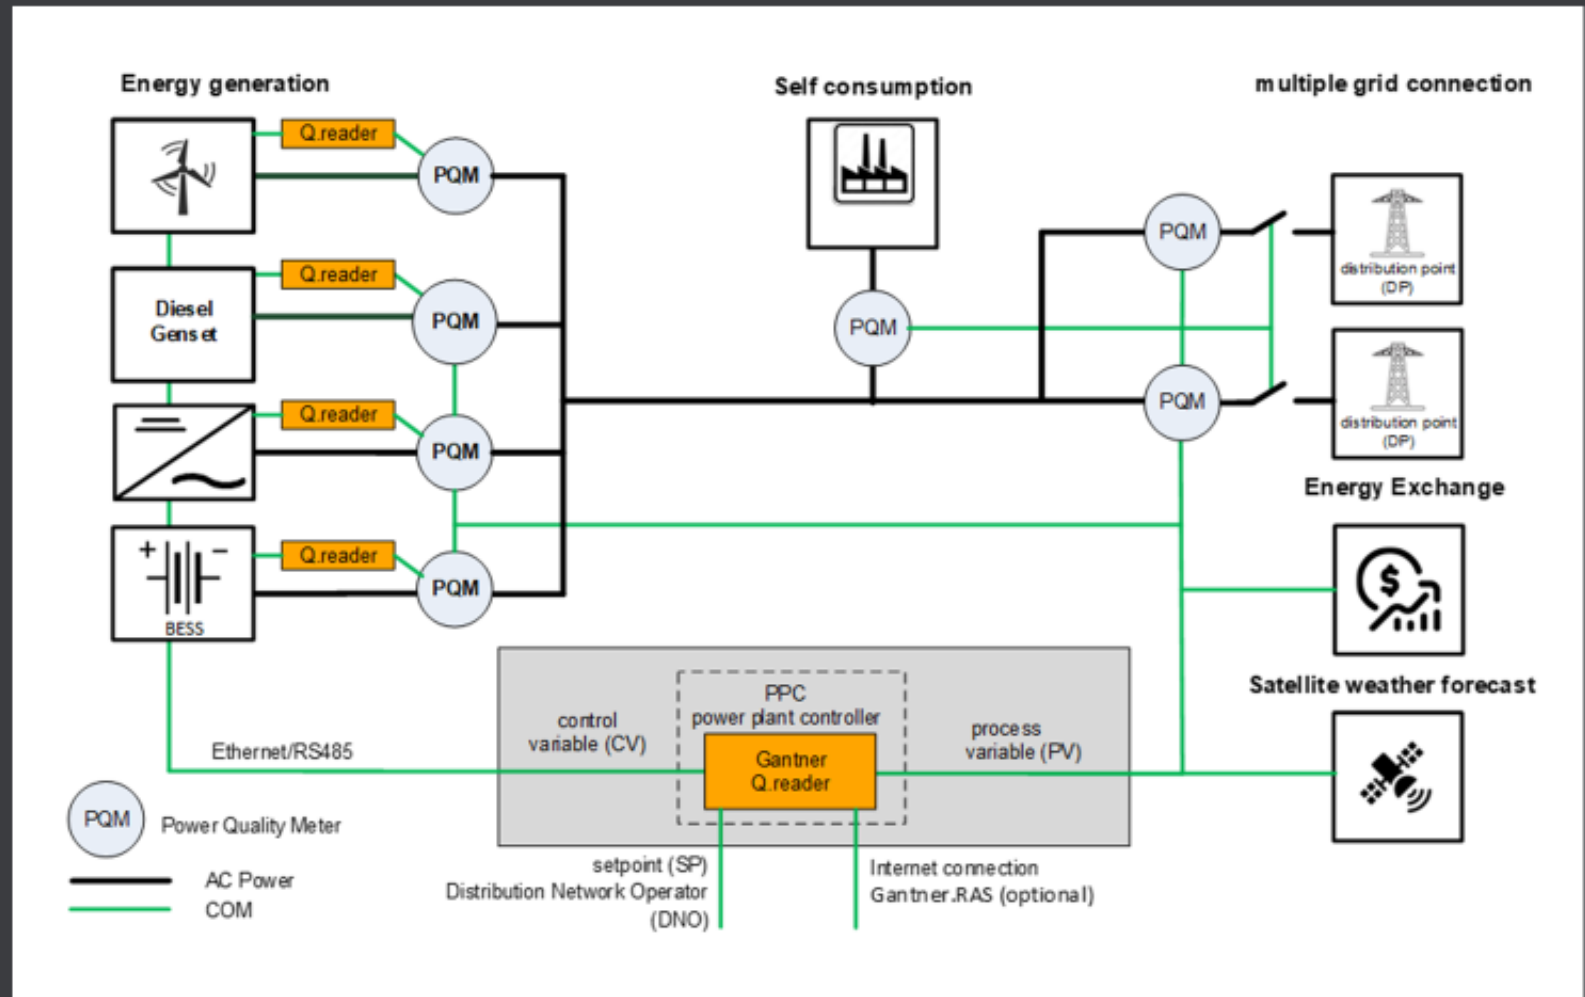 Energy generation
Self consumption
multiple grid connection
Q.reader
PQM
PQM
distribution point
(DP)
Q.reader
Diesel
Genset
PQM
PQM
Q.reader
PQM
PQM
distribution point
(DP)
Energy Exchange
Q.reader
+ −
PQM
BESS
$
Satellite weather forecast
PPC
power plant controller
control
variable (CV)
process
variable (PV)
Ethernet/RS485
Gantner
Q.reader
PQM
Power Quality Meter
AC Power
COM
setpoint (SP)
Distribution Network Operator
(DNO)
Internet connection
Gantner.RAS (optional)